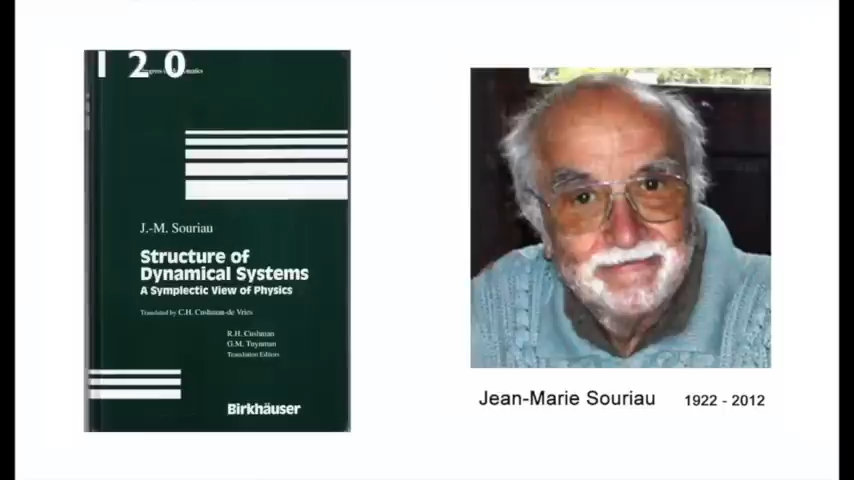 120
J.-M. Souriau
Structure of
Dynamical Systems
A Symplectic View of Physics
Translated by C.H. Cushman-de Vries
R.H. Cushman
G.M. Tuynman
Translation Editors
Birkhäuser
Jean-Marie Souriau 1922 - 2012